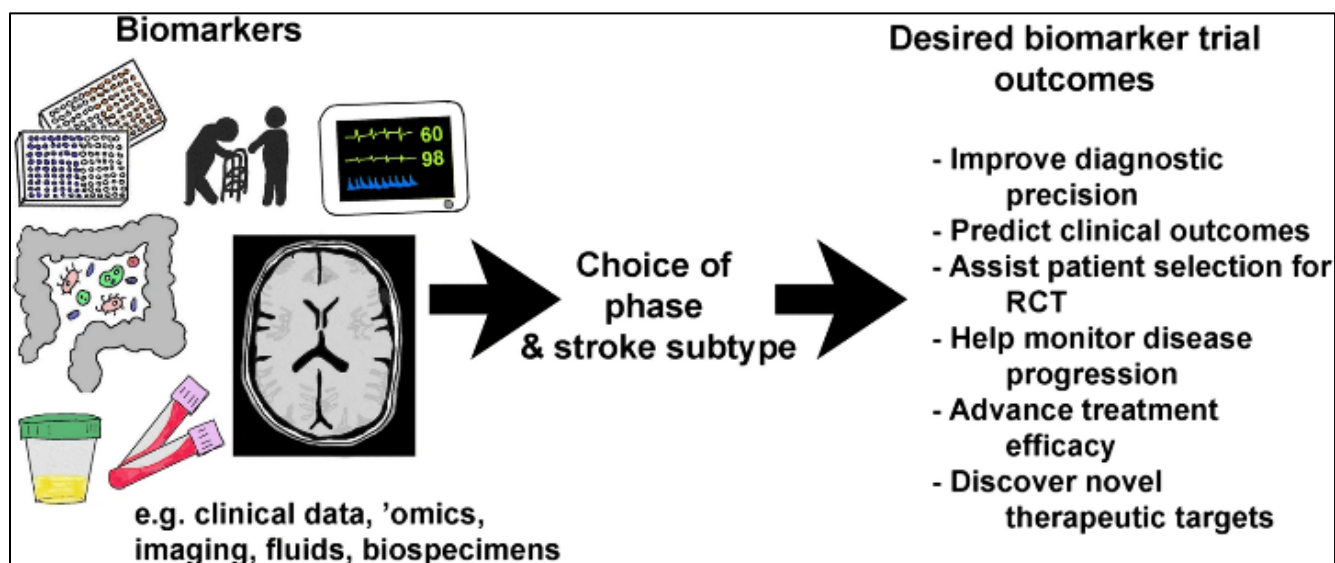 Biomarkers
60
98
e.g. clinical data, ’omics,
imaging, fluids, biospecimens
Choice of
phase
& stroke subtype
Desired biomarker trial
outcomes
- Improve diagnostic
precision
- Predict clinical outcomes
- Assist patient selection for
RCT
- Help monitor disease
progression
- Advance treatment
efficacy
- Discover novel
therapeutic targets